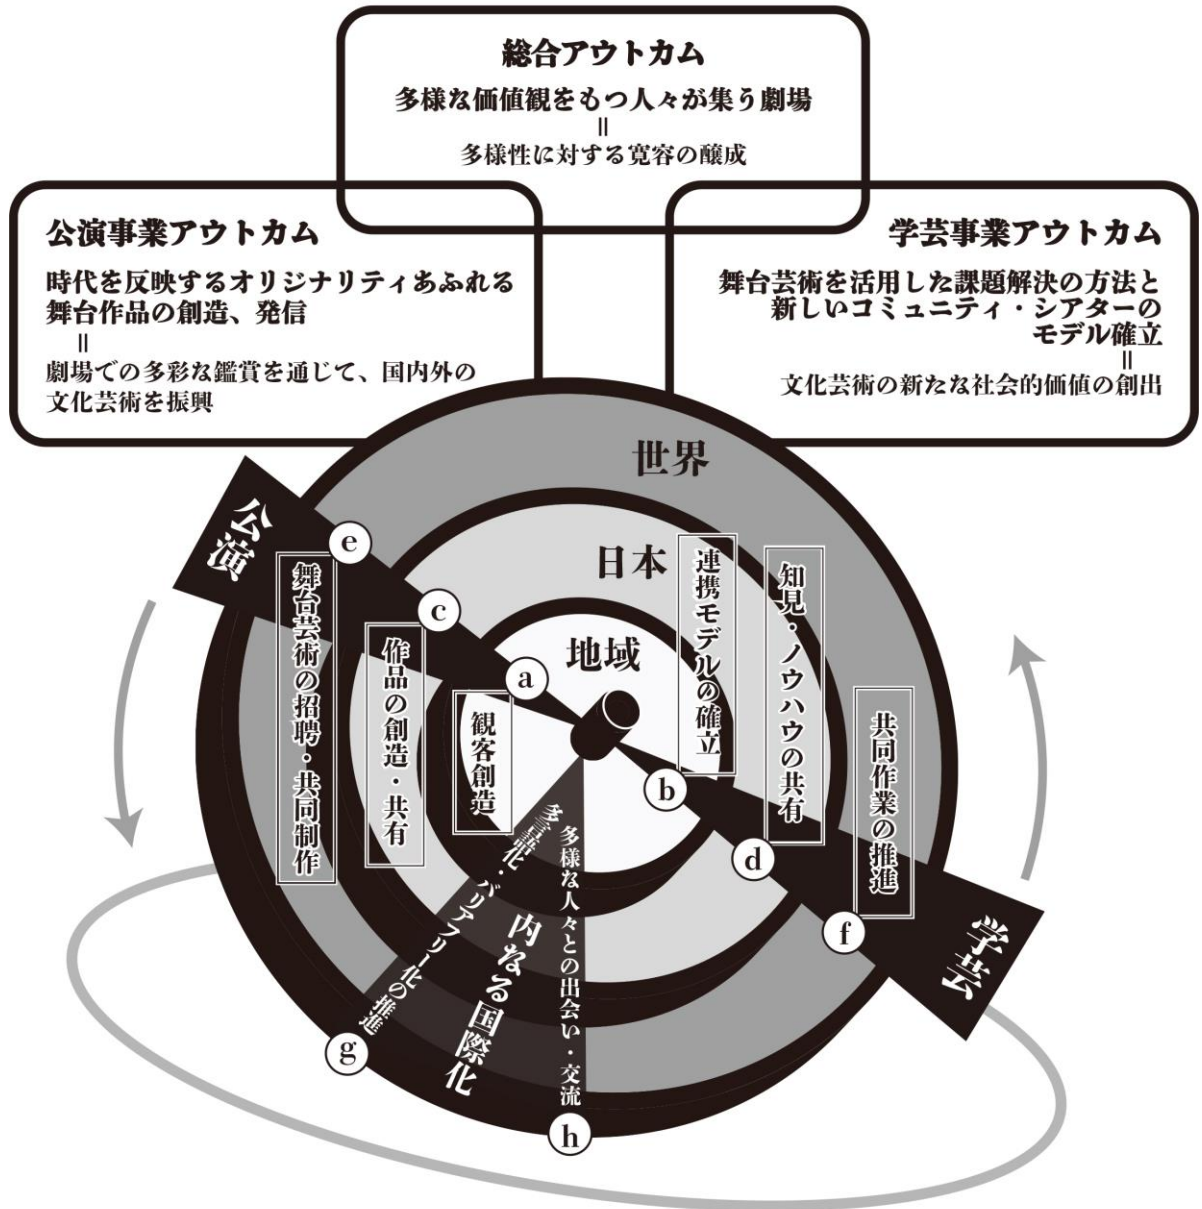 総合アウトカム
多様な価値観をもつ人々が集う劇場
＝
多様性に対する寛容の醸成
公演事業アウトカム
時代を反映するオリジナリティあふれる
舞台作品の創造、発信
＝
劇場での多彩な鑑賞を通じて、国内外の
文化芸術を振興
学芸事業アウトカム
舞台芸術を活用した課題解決の方法と
新しいコミュニティ・シアターの
モデル確立
＝
文化芸術の新たな社会的価値の創出
世界
日本
地域
公演
e
舞台芸術の招聘・共同制作
c
作品の創造・共有
a
観客創造
連携モデルの確立
b
知見・ノウハウの共有
d
共同作業の推進
f
学芸
多言語化・バリアフリー化の推進
g
内なる国際化
多様な人々との出会い・交流
h